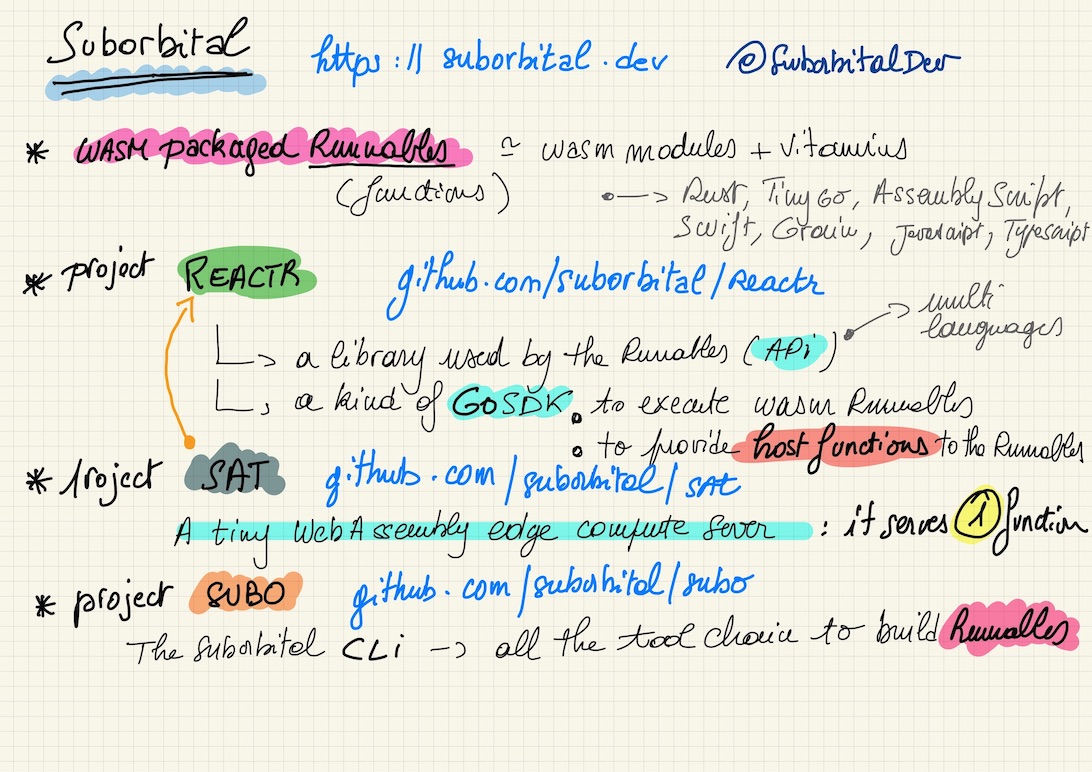 Suborbital https://suborbital.dev @SuborbitalDev
* WASM packaged Runnables ≃ wasm modules + vitamins
(functions)
•—> Rust, TinyGo, AssemblyScript,
Swift, Grain, Javascript, Typescript
* project REACTR github.com/suborbital/reactr
-> multi
languages
-> a library used by the Runables (APi)
-> a kind of GoSDK • to execute wasm Runnables
• to provide host functions to the Runnables
* project SAT github.com/suborbital/SAT
A tiny WebAssembly edge compute sever : it serves 1 function
* project SUBO github.com/suborbital/subo
The suborbital CLi -> all the tool chain to build Runnables